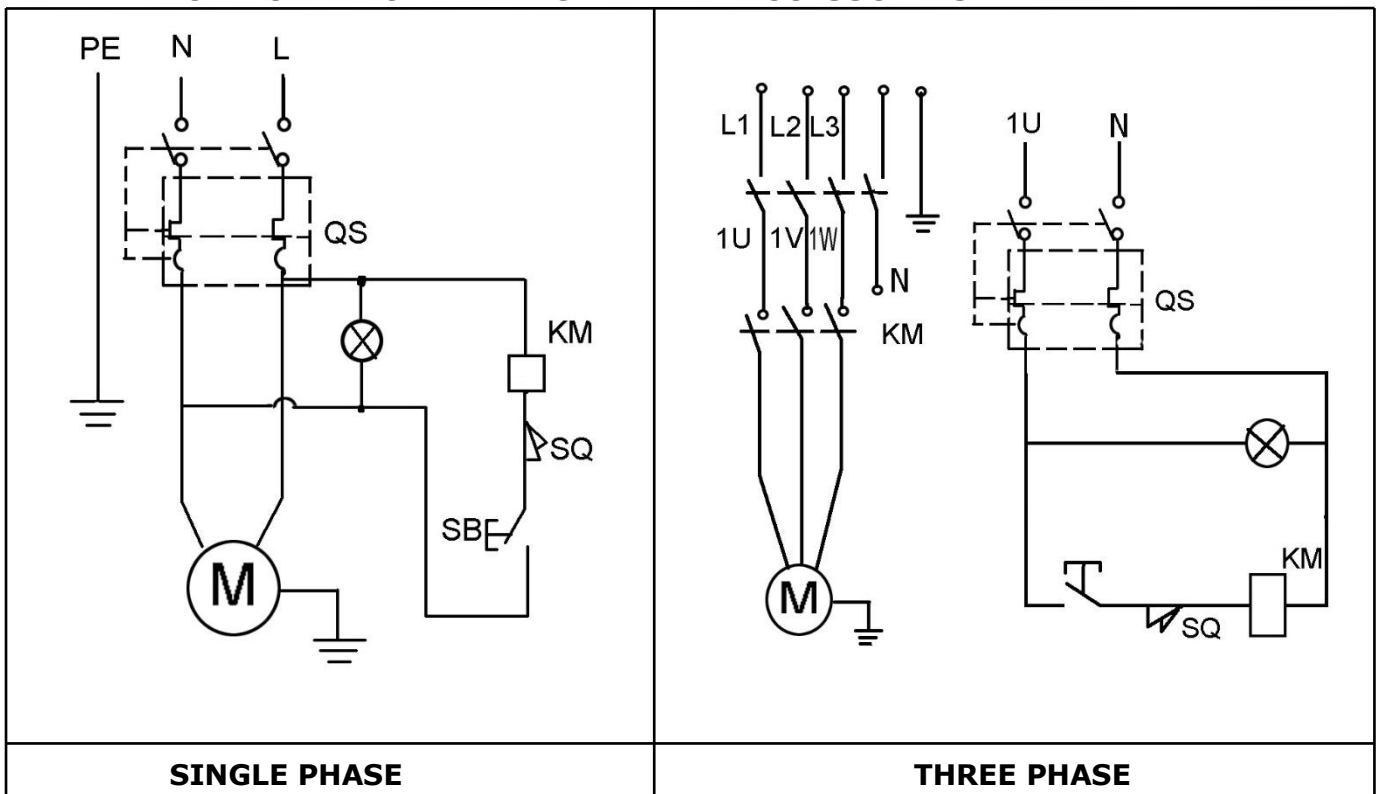 PE N L
QS
KM
SQ
SB
M
SINGLE PHASE
L1 L2 L3
1U 1V 1W
N
KM
M
1U N
QS
KM
SQ
THREE PHASE